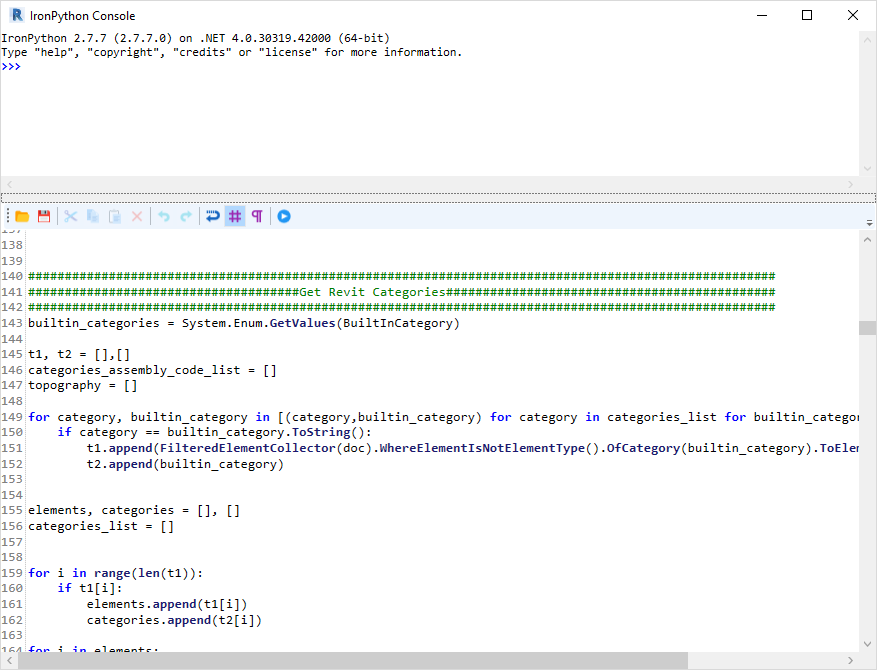 IronPython Console
IronPython 2.7.7 (2.7.7.0) on .NET 4.0.30319.42000 (64-bit)
Type "help", "copyright", "credits" or "license" for more information.
>>>
137
138
139
140 ######################################################################################################
141 #####################################Get Revit Categories#############################################
142 ######################################################################################################
143 builtin_categories = System.Enum.GetValues(BuiltInCategory)
144
145 t1, t2 = [],[]
146 categories_assembly_code_list = []
147 topography = []
148
149 for category, builtin_category in [(category,builtin_category) for category in categories_list for builtin_catego
150     if category == builtin_category.ToString():
151         t1.append(FilteredElementCollector(doc).WhereElementIsNotElementType().OfCategory(builtin_category).ToElem
152         t2.append(builtin_category)
153
154
155 elements, categories = [], []
156 categories_list = []
157
158
159 for i in range(len(t1)):
160     if t1[i]:
161         elements.append(t1[i])
162         categories.append(t2[i])
163
164 for i in elements: